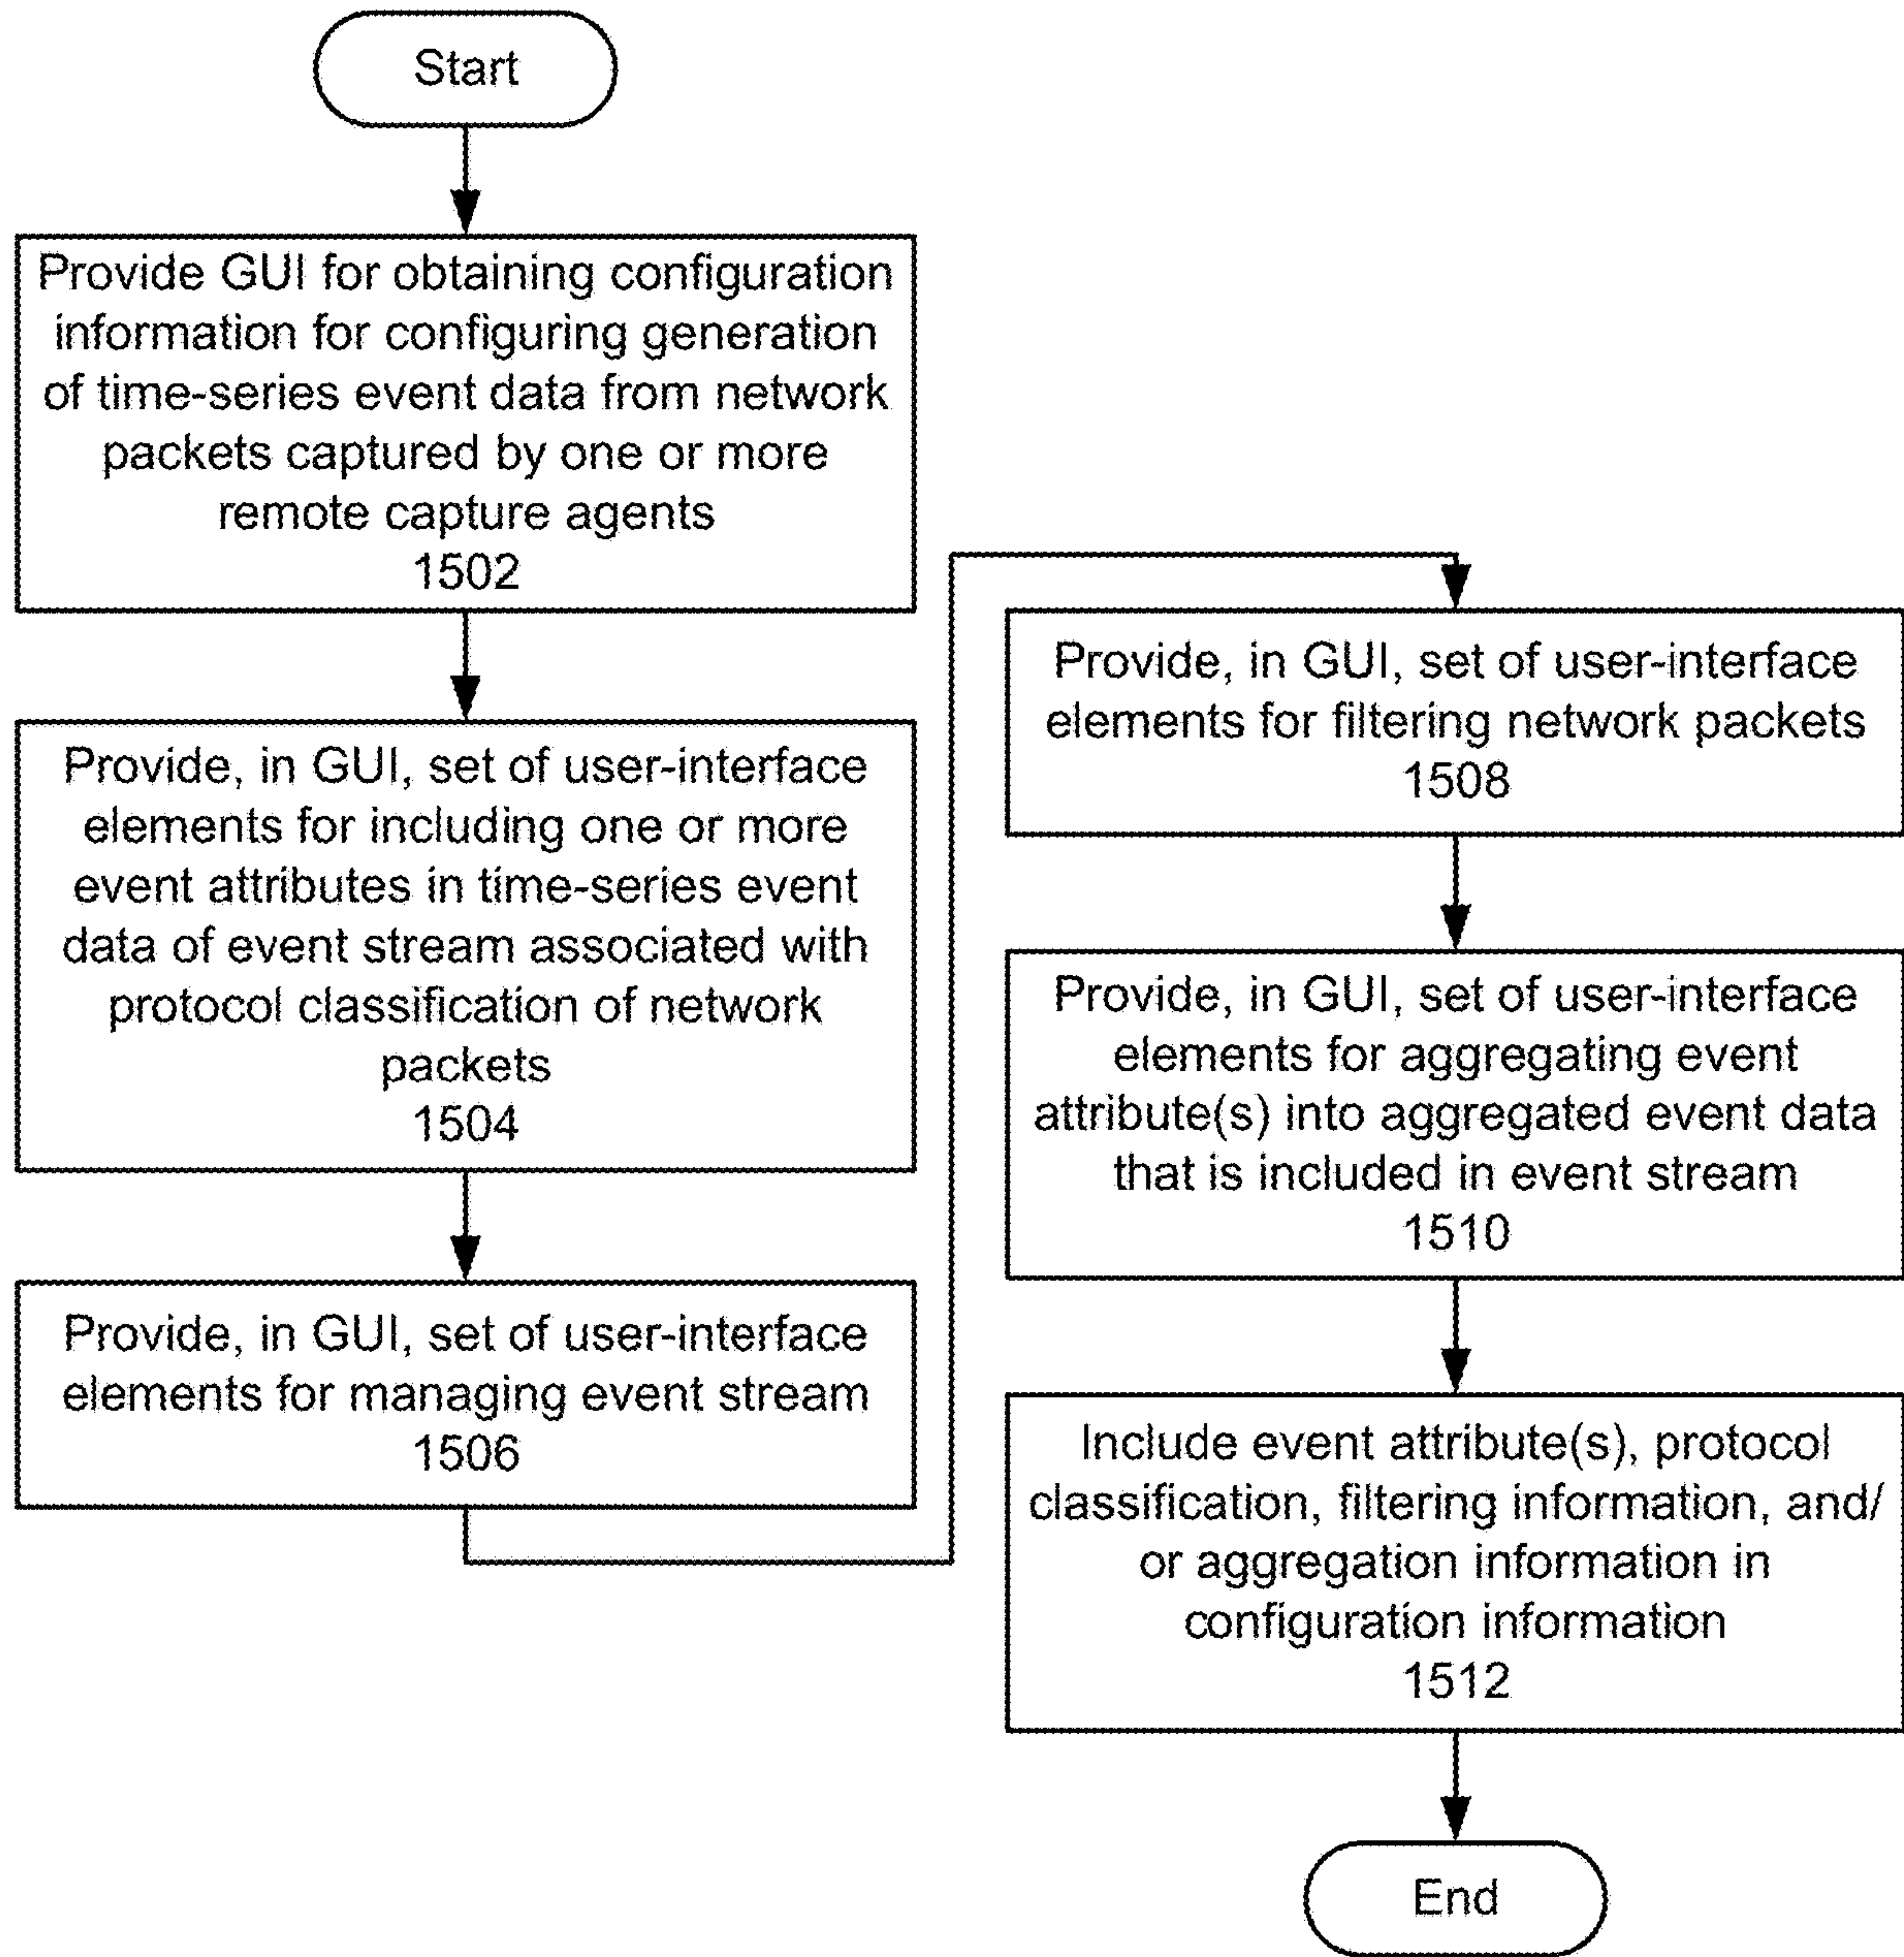 Start
Provide GUI for obtaining configuration
information for configuring generation
of time-series event data from network
packets captured by one or more
remote capture agents
1502
Provide, in GUI, set of user-interface
elements for including one or more
event attributes in time-series event
data of event stream associated with
protocol classification of network
packets
1504
Provide, in GUI, set of user-interface
elements for managing event stream
1506
Provide, in GUI, set of user-interface
elements for filtering network packets
1508
Provide, in GUI, set of user-interface
elements for aggregating event
attribute(s) into aggregated event data
that is included in event stream
1510
Include event attribute(s), protocol
classification, filtering information, and/
or aggregation information in
configuration information
1512
End